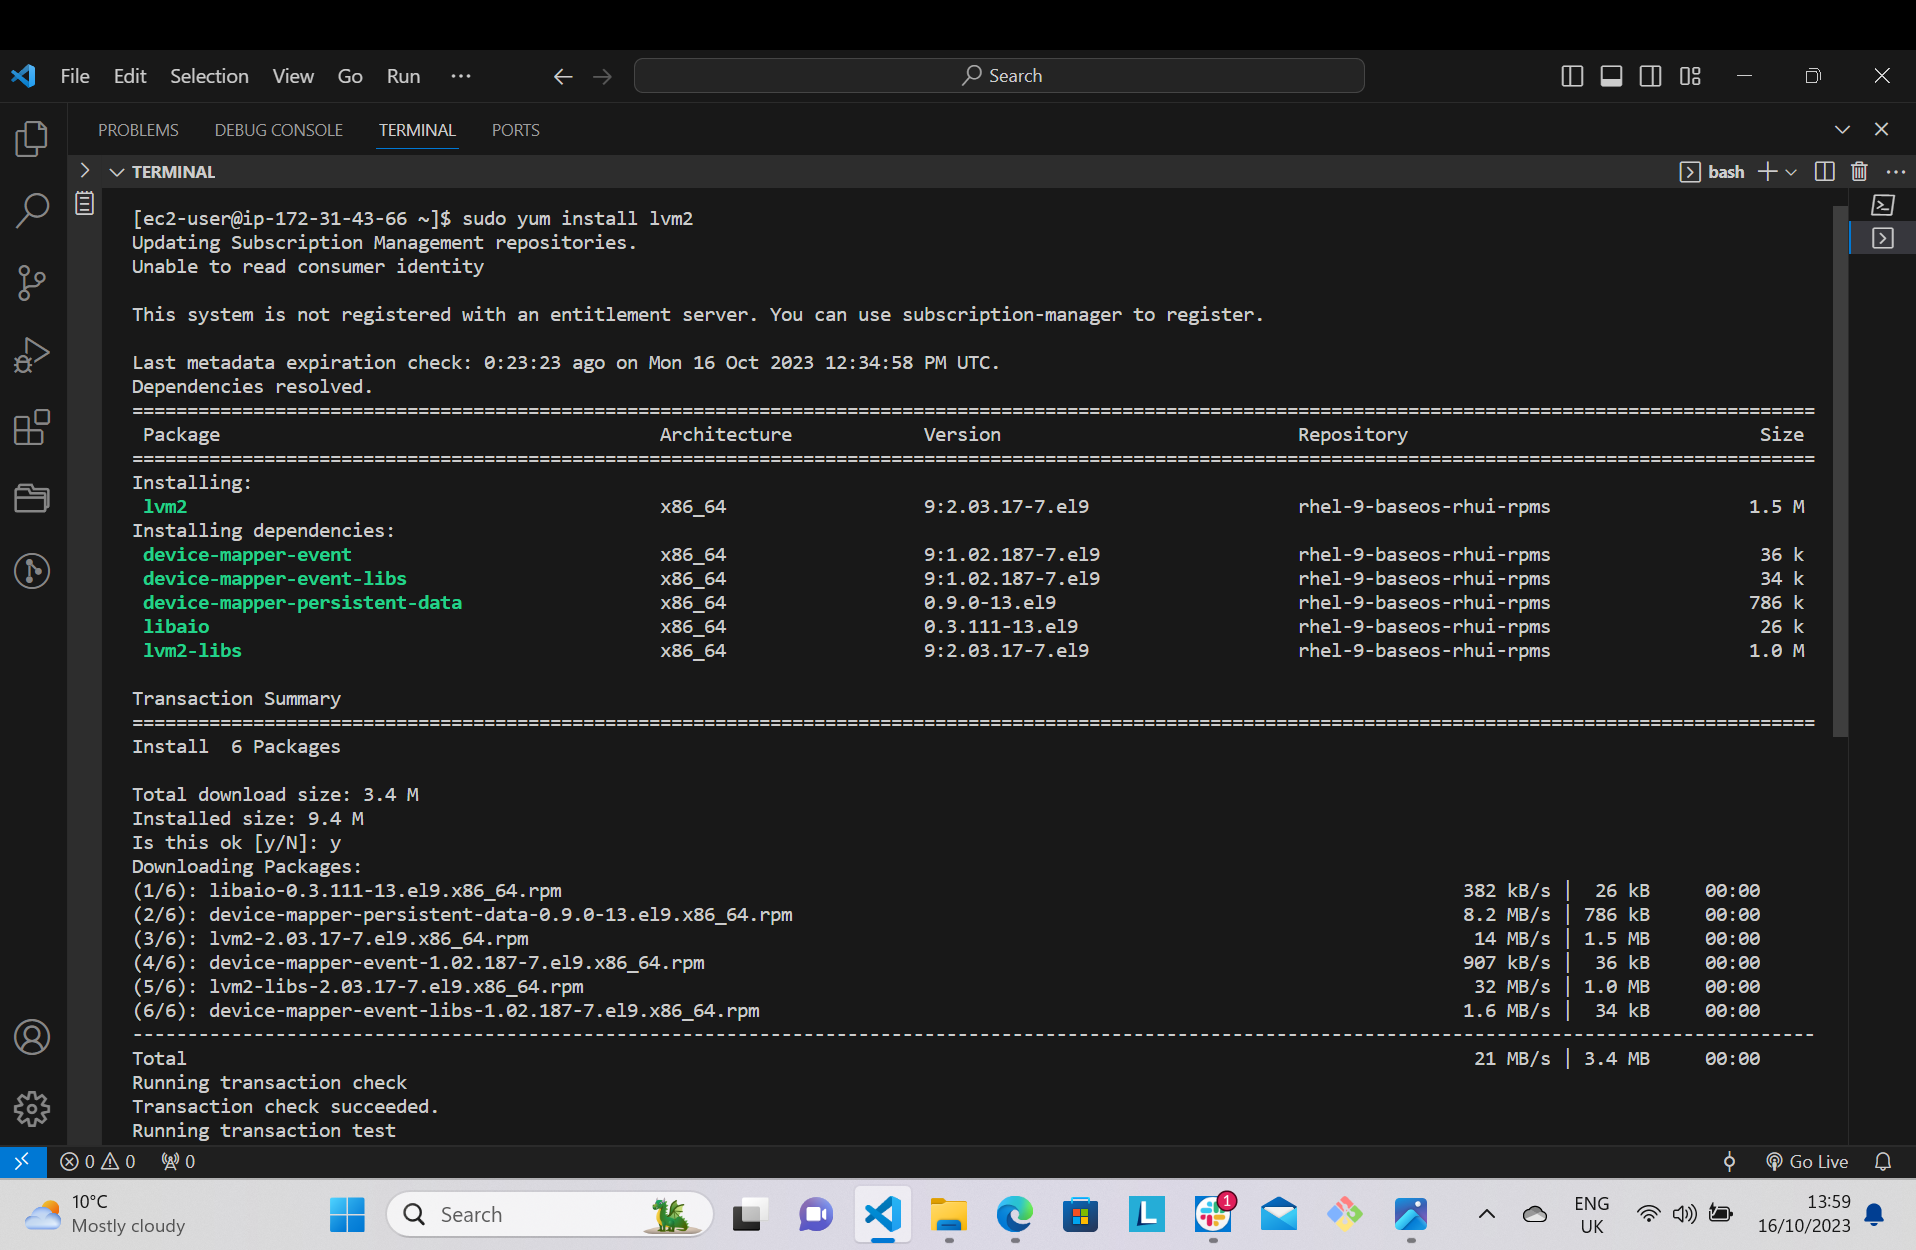 File Edit Selection View Go Run ...
Search
PROBLEMS DEBUG CONSOLE TERMINAL PORTS
TERMINAL
bash
[ec2-user@ip-172-31-43-66 ~]$ sudo yum install lvm2
Updating Subscription Management repositories.
Unable to read consumer identity
This system is not registered with an entitlement server. You can use subscription-manager to register.
Last metadata expiration check: 0:23:23 ago on Mon 16 Oct 2023 12:34:58 PM UTC.
Dependencies resolved.
=========================================================================================================================================================
Package Architecture Version Repository Size
=========================================================================================================================================================
Installing:
lvm2 x86_64 9:2.03.17-7.el9 rhel-9-baseos-rhui-rpms 1.5 M
Installing dependencies:
device-mapper-event x86_64 9:1.02.187-7.el9 rhel-9-baseos-rhui-rpms 36 k
device-mapper-event-libs x86_64 9:1.02.187-7.el9 rhel-9-baseos-rhui-rpms 34 k
device-mapper-persistent-data x86_64 0.9.0-13.el9 rhel-9-baseos-rhui-rpms 786 k
libaio x86_64 0.3.111-13.el9 rhel-9-baseos-rhui-rpms 26 k
lvm2-libs x86_64 9:2.03.17-7.el9 rhel-9-baseos-rhui-rpms 1.0 M
Transaction Summary
=========================================================================================================================================================
Install 6 Packages
Total download size: 3.4 M
Installed size: 9.4 M
Is this ok [y/N]: y
Downloading Packages:
(1/6): libaio-0.3.111-13.el9.x86_64.rpm 382 kB/s | 26 kB 00:00
(2/6): device-mapper-persistent-data-0.9.0-13.el9.x86_64.rpm 8.2 MB/s | 786 kB 00:00
(3/6): lvm2-2.03.17-7.el9.x86_64.rpm 14 MB/s | 1.5 MB 00:00
(4/6): device-mapper-event-1.02.187-7.el9.x86_64.rpm 907 kB/s | 36 kB 00:00
(5/6): lvm2-libs-2.03.17-7.el9.x86_64.rpm 32 MB/s | 1.0 MB 00:00
(6/6): device-mapper-event-libs-1.02.187-7.el9.x86_64.rpm 1.6 MB/s | 34 kB 00:00
---------------------------------------------------------------------------------------------------------------------------------------------------------
Total 21 MB/s | 3.4 MB 00:00
Running transaction check
Transaction check succeeded.
Running transaction test
0 0 0 Go Live
10°C
Mostly cloudy
Search
L
1
ENG
UK
13:59
16/10/2023